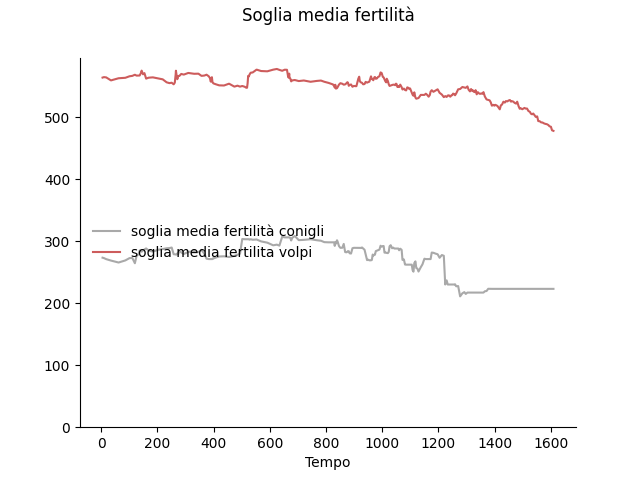 Soglia media fertilità
500
400
300
200
100
0
soglia media fertilità conigli
soglia media fertilita volpi
0 200 400 600 800 1000 1200 1400 1600
Tempo